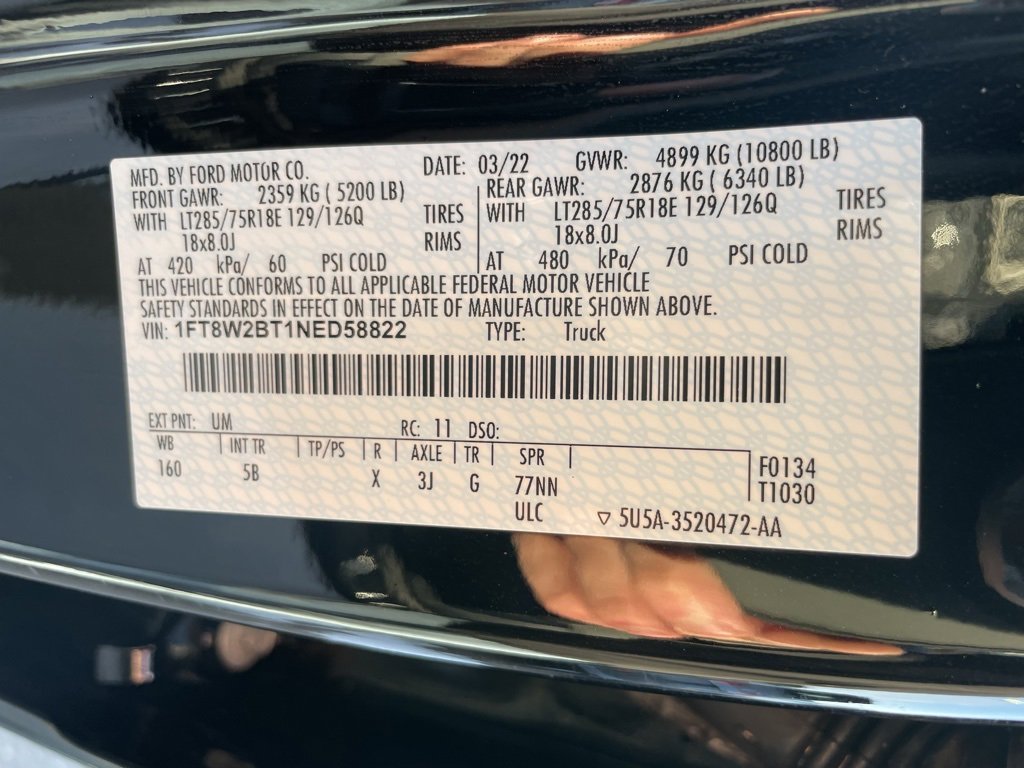 MFD. BY FORD MOTOR CO. DATE: 03/22 GVWR: 4899 KG (10800 LB)
FRONT GAWR: 2359 KG ( 5200 LB) REAR GAWR: 2876 KG ( 6340 LB)
WITH LT285/75R18E 129/126Q TIRES WITH LT285/75R18E 129/126Q TIRES
18x8.0J RIMS 18x8.0J RIMS
AT 420 kPa/ 60 PSI COLD AT 480 kPa/ 70 PSI COLD
THIS VEHICLE CONFORMS TO ALL APPLICABLE FEDERAL MOTOR VEHICLE
SAFETY STANDARDS IN EFFECT ON THE DATE OF MANUFACTURE SHOWN ABOVE.
VIN: 1FT8W2BT1NED58822 TYPE: Truck
EXT PNT: UM RC: 11 DSO:
WB INT TR TP/PS R AXLE TR SPR
160 5B X 3J G 77NN F0134
ULC T1030
▽ 5U5A-3520472-AA